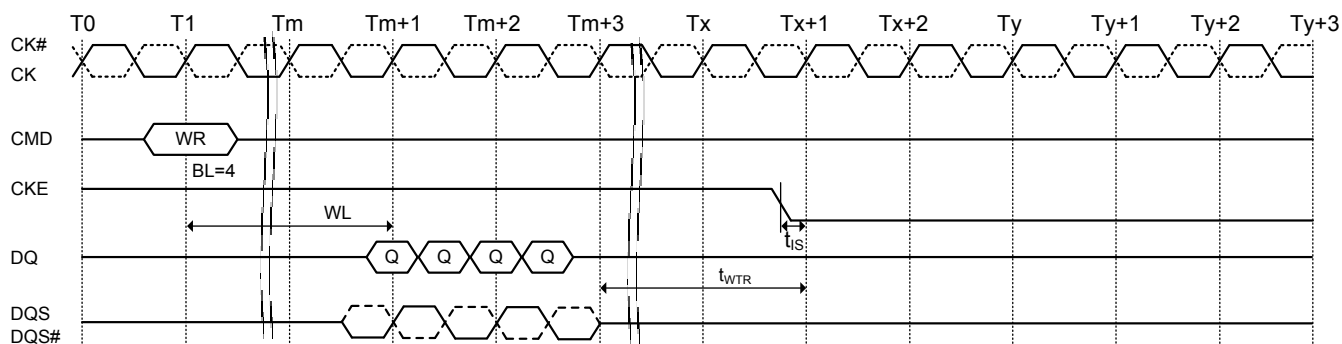 T0 T1 Tm Tm+1 Tm+2 Tm+3 Tx Tx+1 Tx+2 Ty Ty+1 Ty+2 Ty+3
CK#
CK
CMD WR
BL=4
CKE
WL
tIS
DQ Q Q Q Q
tWTR
DQS
DQS#